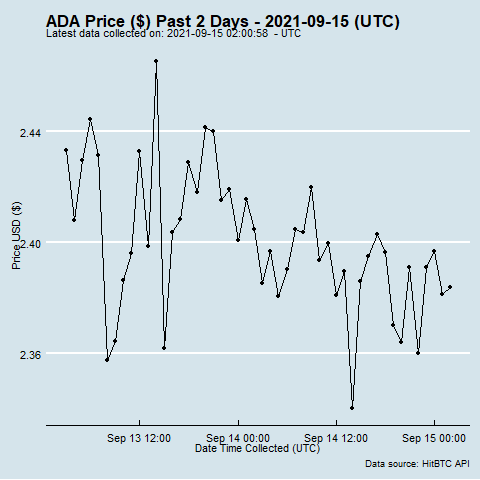 ADA Price ($) Past 2 Days - 2021-09-15 (UTC)
Latest data collected on: 2021-09-15 02:00:58 - UTC
2.44
2.40
2.36
Price USD ($)
Sep 13 12:00 Sep 14 00:00 Sep 14 12:00 Sep 15 00:00
Date Time Collected (UTC)
Data source: HitBTC API